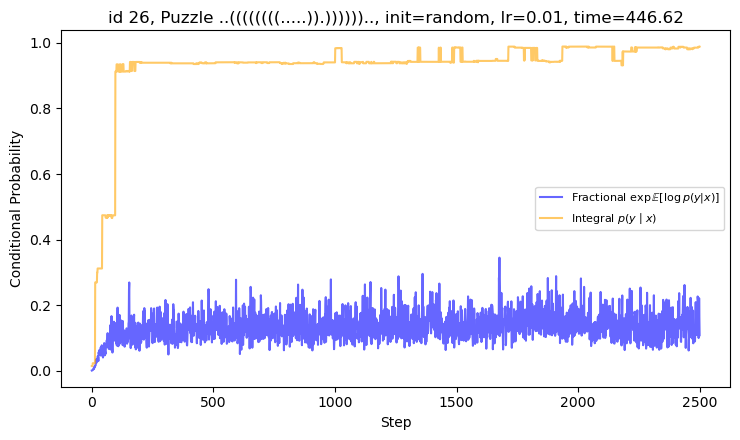 id 26, Puzzle ..((((((((.....)).)))))).., init=random, lr=0.01, time=446.62
Conditional Probability
1.0
0.8
0.6
0.4
0.2
0.0
Fractional exp𝔼[log p(y|x)]
Integral p(y | x)
0 500 1000 1500 2000 2500
Step